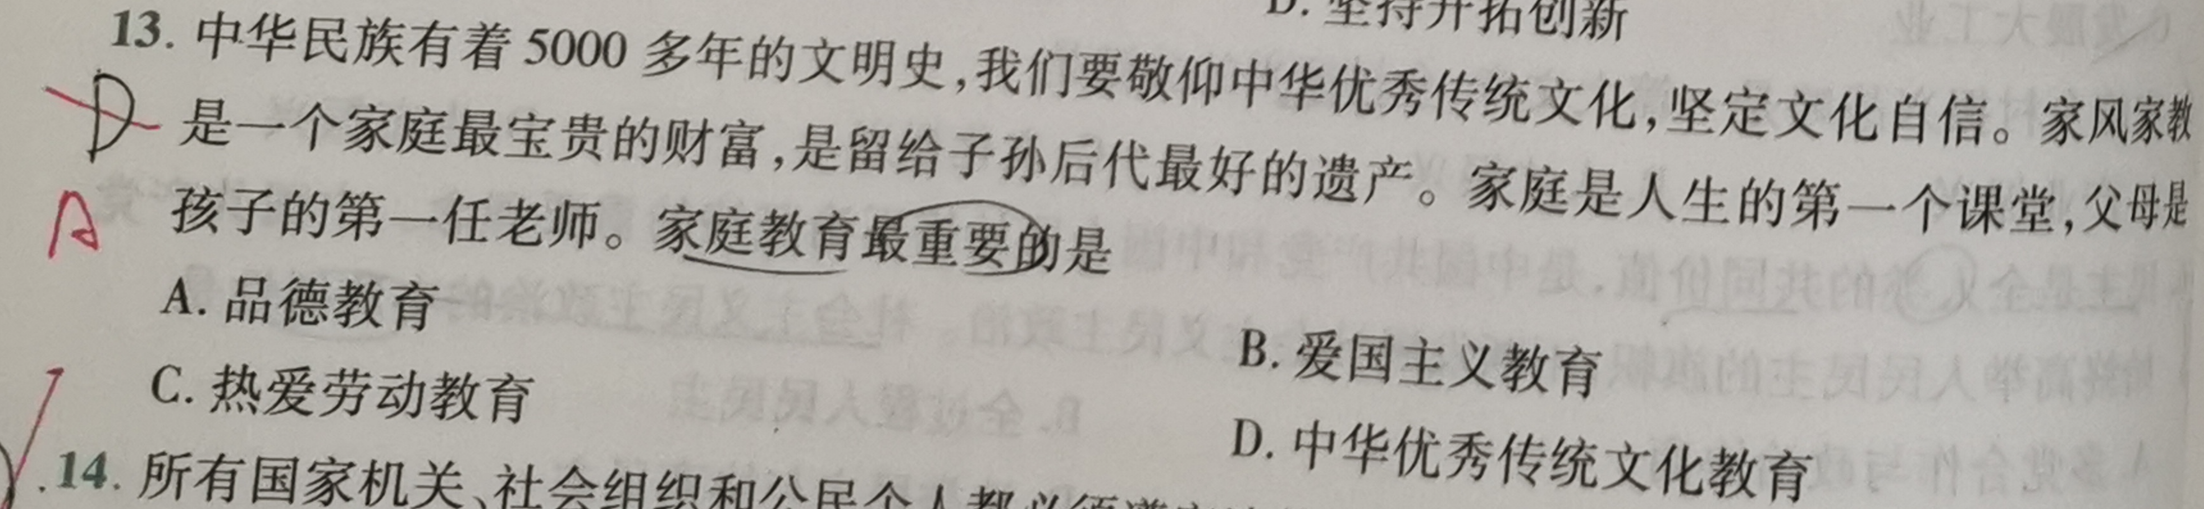 D. 坚持开拓创新
13. 中华民族有着5000多年的文明史,我们要敬仰中华优秀传统文化,坚定文化自信。家风家教
D 是一个家庭最宝贵的财富,是留给子孙后代最好的遗产。家庭是人生的第一个课堂,父母是
A 孩子的第一任老师。家庭教育最重要的是
A. 品德教育
B. 爱国主义教育
C. 热爱劳动教育
D. 中华优秀传统文化教育
14. 所有国家机关、社会组织和公民个人都必须遵